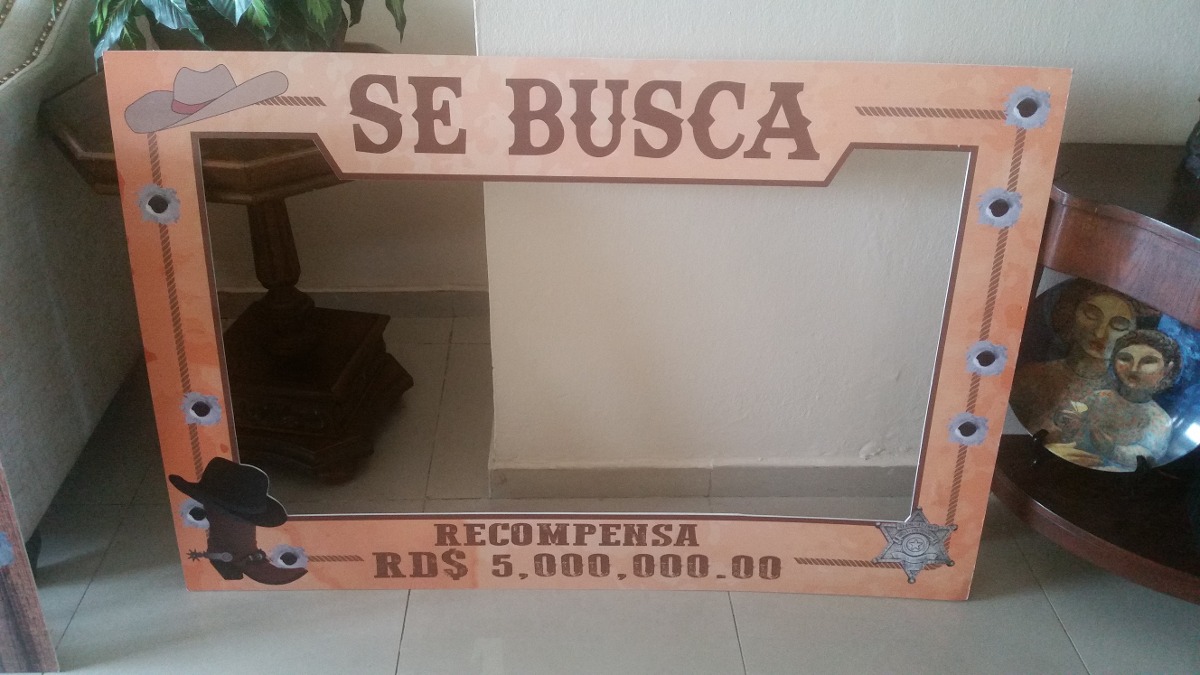 SE BUSCA
RECOMPENSA
RD$ 5,000,000.00